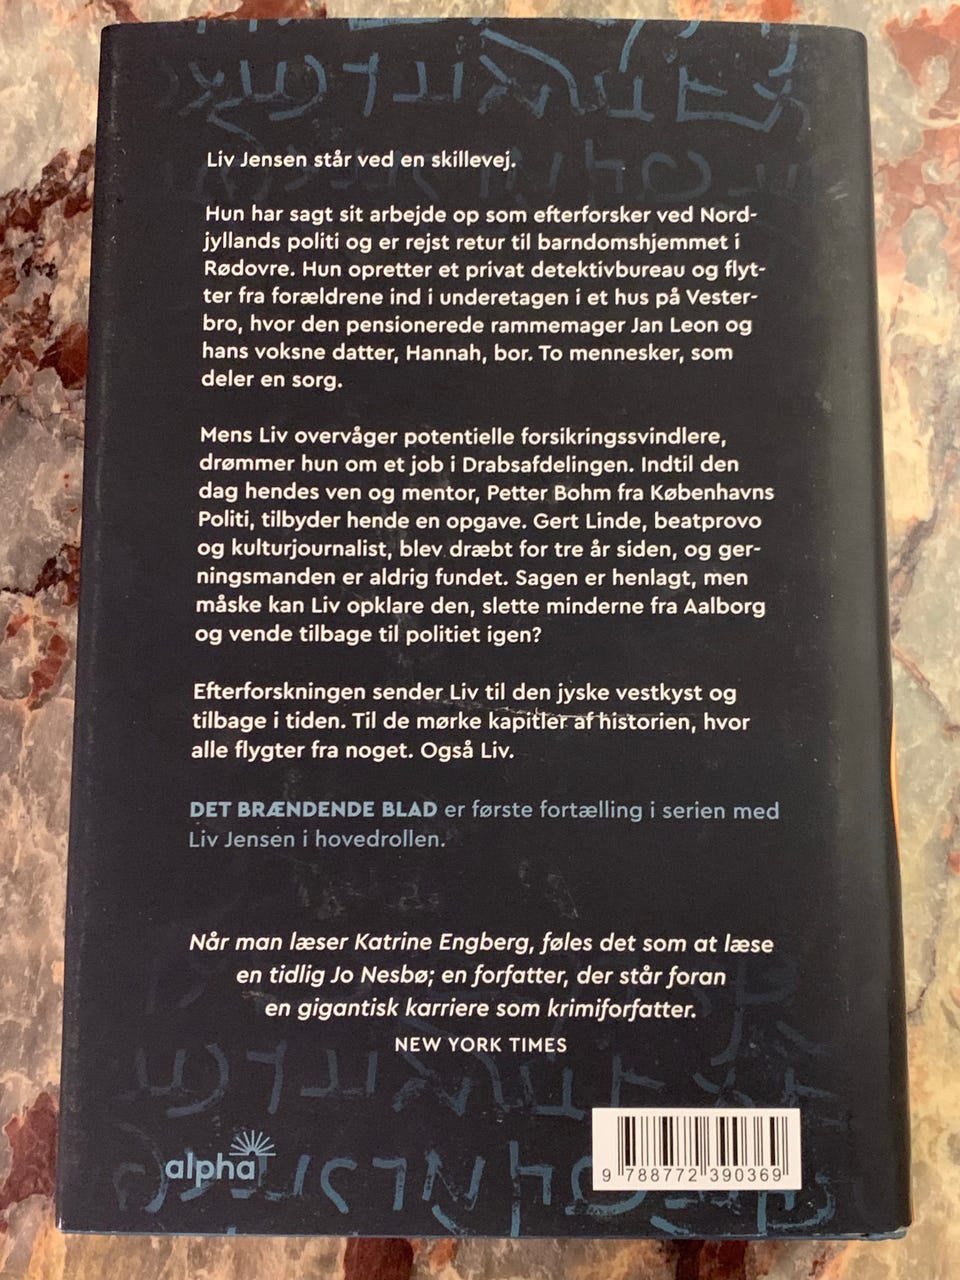 Liv Jensen står ved en skillevej.
Hun har sagt sit arbejde op som efterforsker ved Nord-
jyllands politi og er rejst retur til barndomshjemmet i
Rødovre. Hun opretter et privat detektivbureau og flyt-
ter fra forældrene ind i underetagen i et hus på Vester-
bro, hvor den pensionerede rammemager Jan Leon og
hans voksne datter, Hannah, bor. To mennesker, som
deler en sorg.
Mens Liv overvåger potentielle forsikringssvindlere,
drømmer hun om et job i Drabsafdelingen. Indtil den
dag hendes ven og mentor, Petter Bohm fra Københavns
Politi, tilbyder hende en opgave. Gert Linde, beatprovo
og kulturjournalist, blev dræbt for tre år siden, og ger-
ningsmanden er aldrig fundet. Sagen er henlagt, men
måske kan Liv opklare den, slette minderne fra Aalborg
og vende tilbage til politiet igen?
Efterforskningen sender Liv til den jyske vestkyst og
tilbage i tiden. Til de mørke kapitler af historien, hvor
alle flygter fra noget. Også Liv.
DET BRÆNDENDE BLAD er første fortælling i serien med
Liv Jensen i hovedrollen.
Når man læser Katrine Engberg, føles det som at læse
en tidlig Jo Nesbø; en forfatter, der står foran
en gigantisk karriere som krimiforfatter.
NEW YORK TIMES
alpha
9 788772 390369